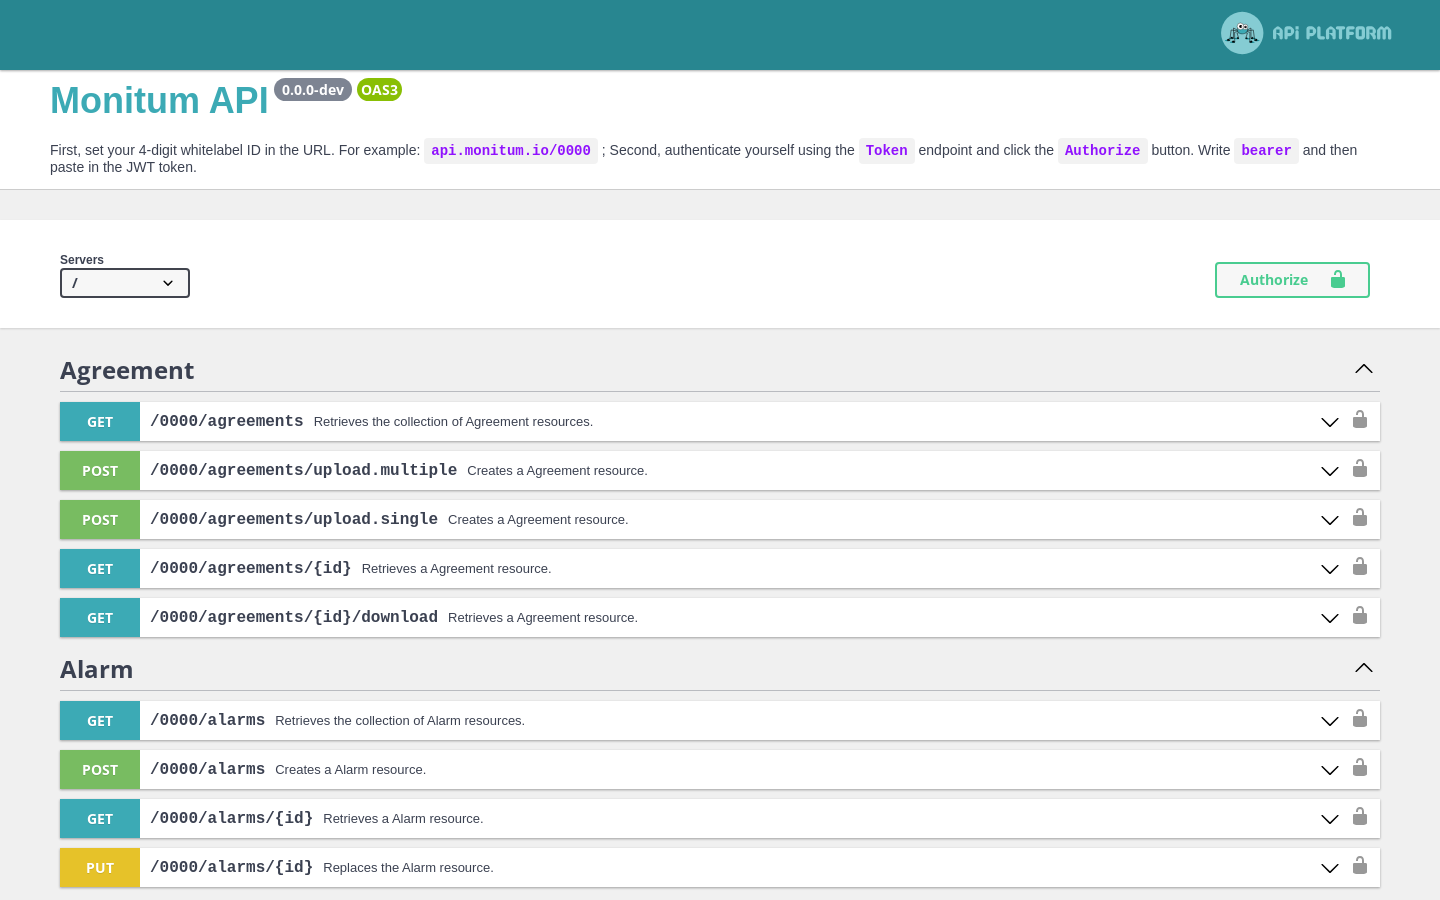 API PLATFORM
Monitum API 0.0.0-dev OAS3
First, set your 4-digit whitelabel ID in the URL. For example: api.monitum.io/0000 ; Second, authenticate yourself using the Token endpoint and click the Authorize button. Write bearer and then
paste in the JWT token.
Servers
/
Authorize
Agreement
GET /0000/agreements Retrieves the collection of Agreement resources.
POST /0000/agreements/upload.multiple Creates a Agreement resource.
POST /0000/agreements/upload.single Creates a Agreement resource.
GET /0000/agreements/{id} Retrieves a Agreement resource.
GET /0000/agreements/{id}/download Retrieves a Agreement resource.
Alarm
GET /0000/alarms Retrieves the collection of Alarm resources.
POST /0000/alarms Creates a Alarm resource.
GET /0000/alarms/{id} Retrieves a Alarm resource.
PUT /0000/alarms/{id} Replaces the Alarm resource.